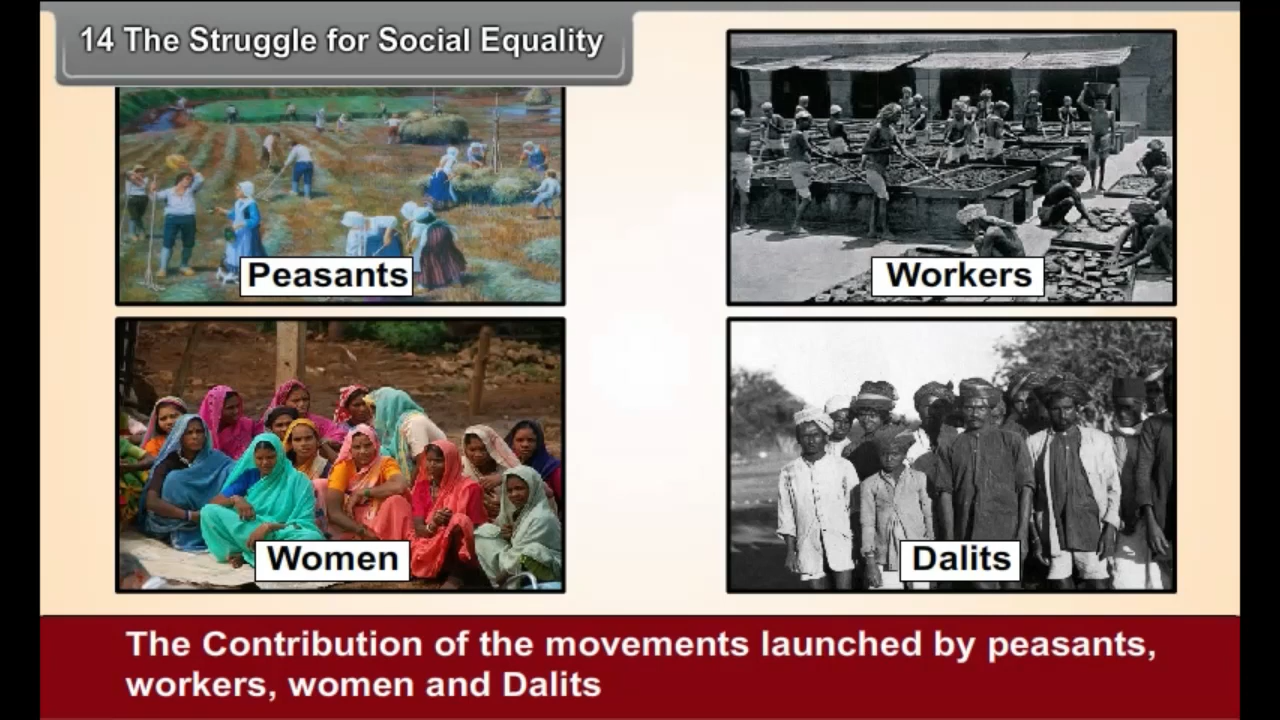 14 The Struggle for Social Equality
Peasants
Workers
Women
Dalits
The Contribution of the movements launched by peasants,
workers, women and Dalits